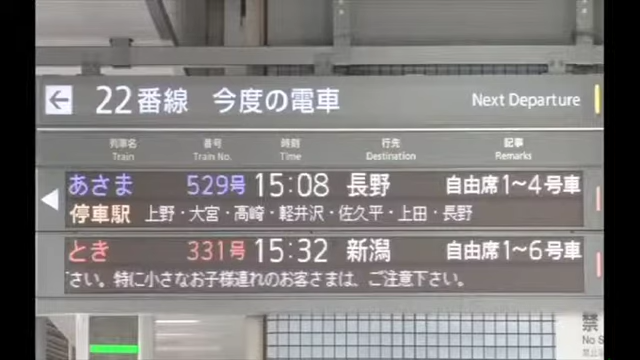 ← 22番線 今度の電車 Next Departure
列車名 番号 時刻 行先 記事
Train Train No. Time Destination Remarks
あさま 529号 15:08 長野 自由席1～4号車
停車駅 上野・大宮・高崎・軽井沢・佐久平・上田・長野
とき 331号 15:32 新潟 自由席1～6号車
さい。特に小さなお子様連れのお客さまは、ご注意下さい。
禁
No S